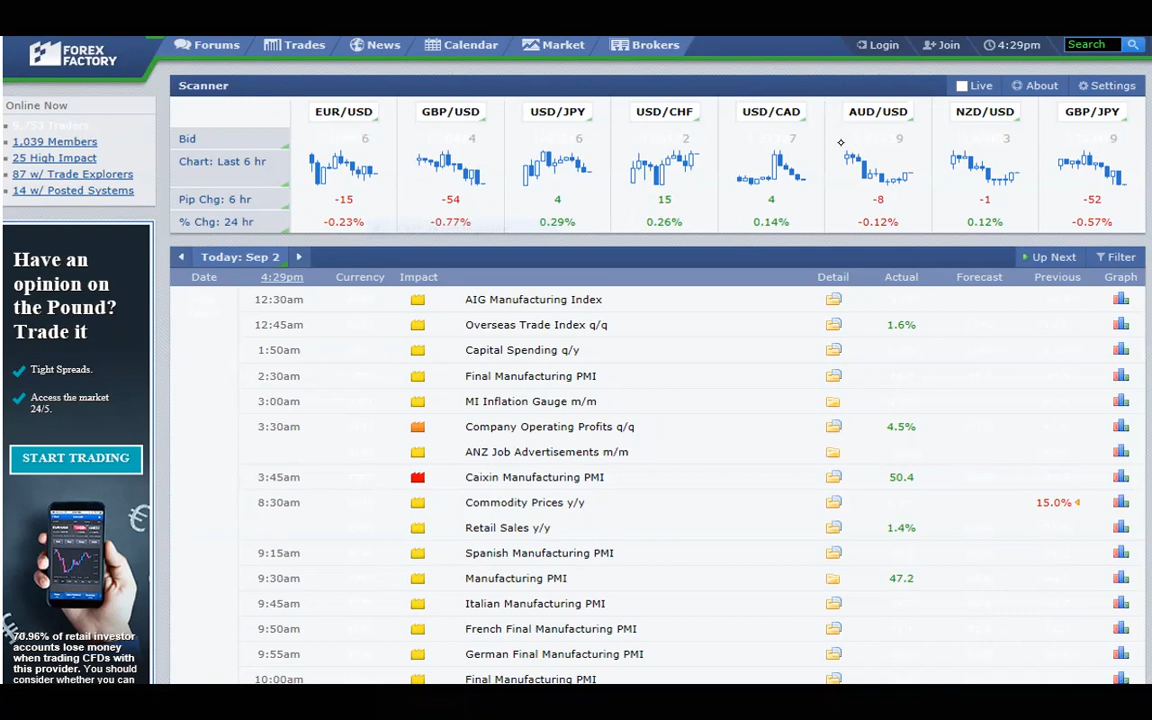 FOREX
FACTORY
Forums
Trades
News
Calendar
Market
Brokers
Login
Join
4:29pm
Search
Online Now
9,753 Traders
1,039 Members
25 High Impact
87 w/ Trade Explorers
14 w/ Posted Systems
Scanner
Live
About
Settings
EUR/USD GBP/USD USD/JPY USD/CHF USD/CAD AUD/USD NZD/USD GBP/JPY
Bid 6 4 6 2 7 9 3 9
Chart: Last 6 hr
Pip Chg: 6 hr -15 -54 4 15 4 -8 -1 -52
% Chg: 24 hr -0.23% -0.77% 0.29% 0.26% 0.14% -0.12% 0.12% -0.57%
Today: Sep 2
Up Next
Filter
Date 4:29pm Currency Impact Detail Actual Forecast Previous Graph
12:30am AIG Manufacturing Index
12:45am Overseas Trade Index q/q 1.6%
1:50am Capital Spending q/y
2:30am Final Manufacturing PMI
3:00am MI Inflation Gauge m/m
3:30am Company Operating Profits q/q 4.5%
ANZ Job Advertisements m/m
3:45am Caixin Manufacturing PMI 50.4
8:30am Commodity Prices y/y 15.0%
Retail Sales y/y 1.4%
9:15am Spanish Manufacturing PMI
9:30am Manufacturing PMI 47.2
9:45am Italian Manufacturing PMI
9:50am French Final Manufacturing PMI
9:55am German Final Manufacturing PMI
10:00am Final Manufacturing PMI
Have an
opinion on
the Pound?
Trade it
Tight Spreads.
Access the market
24/5.
START TRADING
70.96% of retail investor
accounts lose money
when trading CFDs with
this provider. You should
consider whether you can